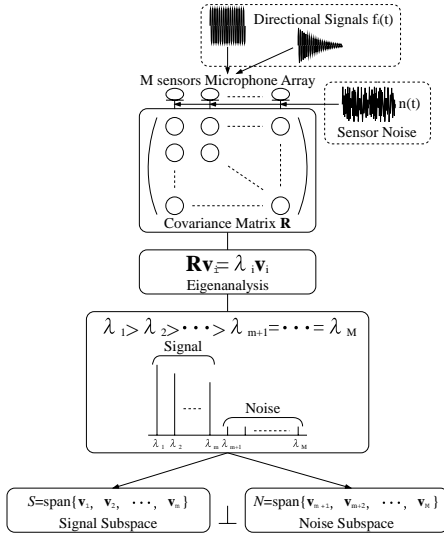 Directional Signals fᵢ(t)
M sensors Microphone Array
n(t)
Sensor Noise
Covariance Matrix R
Rvᵢ=λᵢvᵢ
Eigenanalysis
λ₁>λ₂>・・・>λₘ₊₁=・・・=λ_M
Signal
Noise
λ₁ λ₂ λₘ λₘ₊₁ λ_M
S=span{v₁, v₂, ・・・, vₘ}
Signal Subspace
⊥
N=span{vₘ₊₁, vₘ₊₂, ・・・, v_M}
Noise Subspace